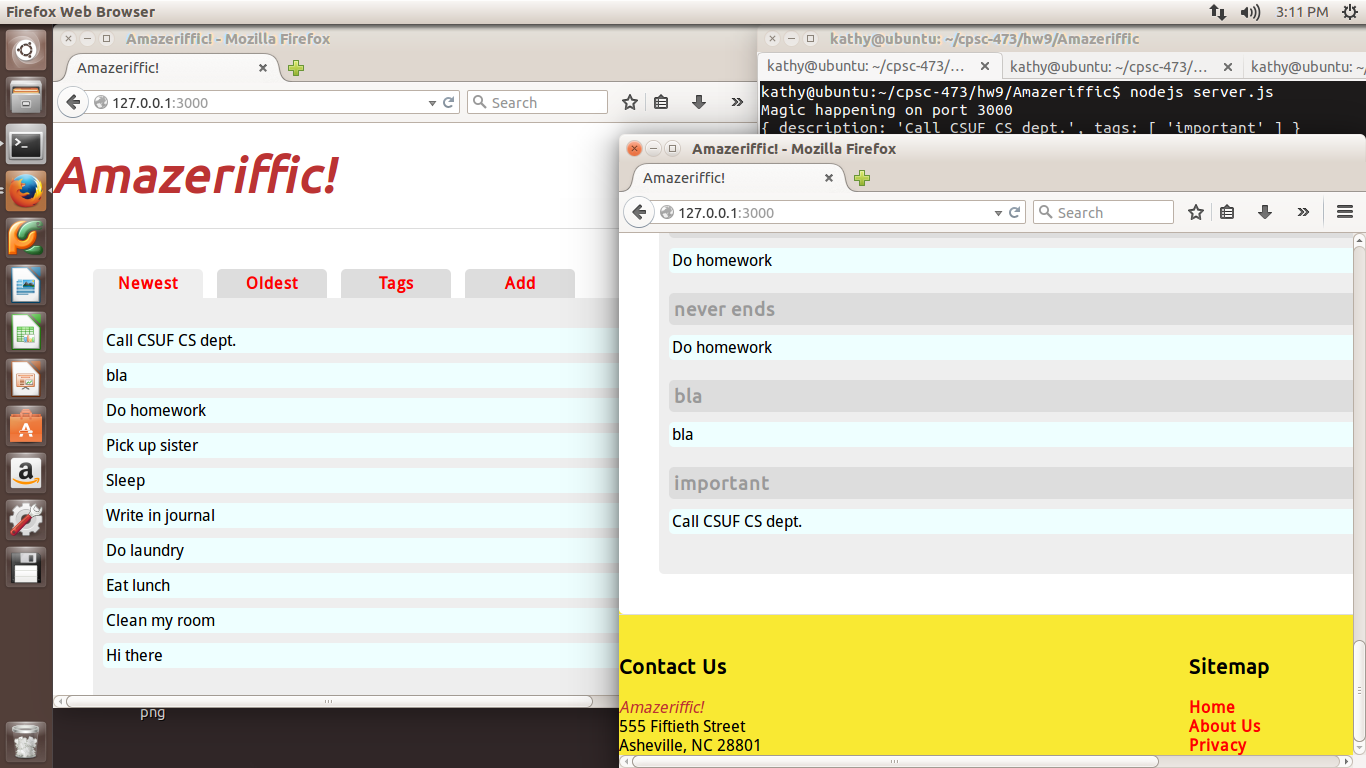 Firefox Web Browser
3:11 PM
Amazeriffic! - Mozilla Firefox
Amazeriffic!
127.0.0.1:3000
Search
Amazeriffic!
Newest
Oldest
Tags
Add
Call CSUF CS dept.
bla
Do homework
Pick up sister
Sleep
Write in journal
Do laundry
Eat lunch
Clean my room
Hi there
png
kathy@ubuntu: ~/cpsc-473/hw9/Amazeriffic
kathy@ubuntu: ~/cpsc-473/...
kathy@ubuntu: ~/cpsc-473/...
kathy@ubuntu: ~/cpsc-473/hw
kathy@ubuntu:~/cpsc-473/hw9/Amazeriffic$ nodejs server.js
Magic happening on port 3000
{ description: 'Call CSUF CS dept.', tags: [ 'important' ] }
Amazeriffic! - Mozilla Firefox
Amazeriffic!
127.0.0.1:3000
Search
Do homework
never ends
Do homework
bla
bla
important
Call CSUF CS dept.
Contact Us
Amazeriffic!
555 Fiftieth Street
Asheville, NC 28801
Sitemap
Home
About Us
Privacy